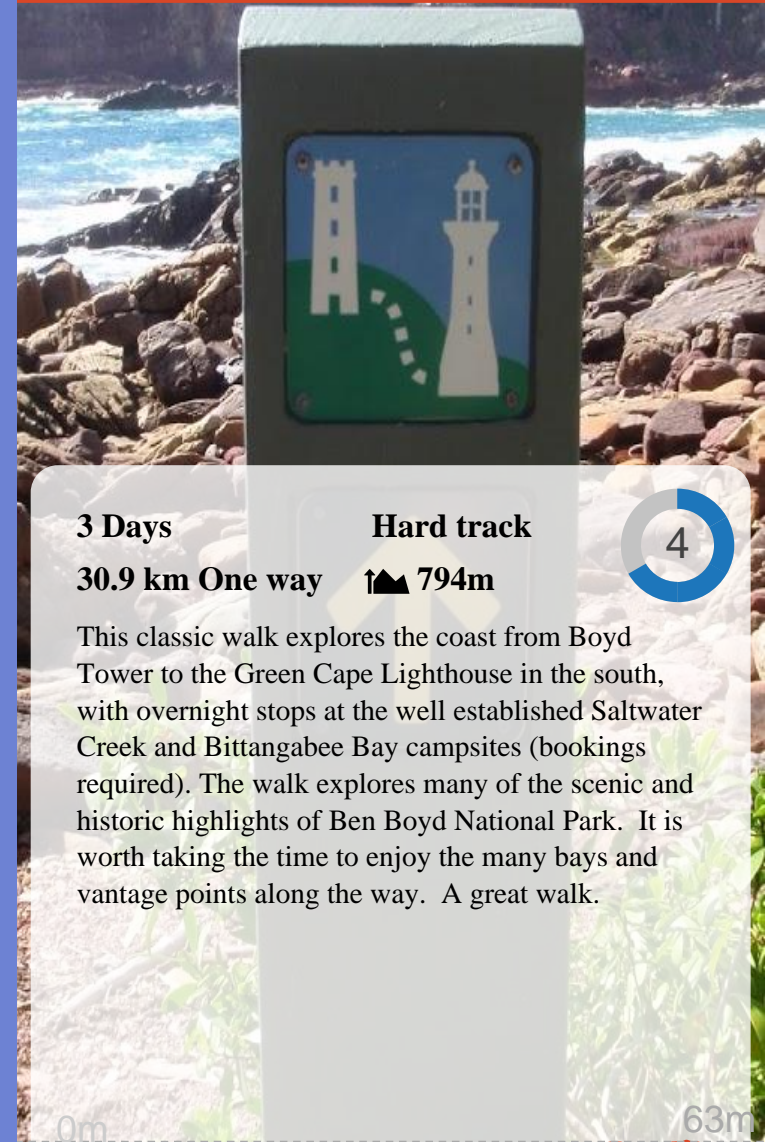 3 Days Hard track
4
30.9 km One way 794m
This classic walk explores the coast from Boyd
Tower to the Green Cape Lighthouse in the south,
with overnight stops at the well established Saltwater
Creek and Bittangabee Bay campsites (bookings
required). The walk explores many of the scenic and
historic highlights of Ben Boyd National Park.  It is
worth taking the time to enjoy the many bays and
vantage points along the way.  A great walk.
0m 63m